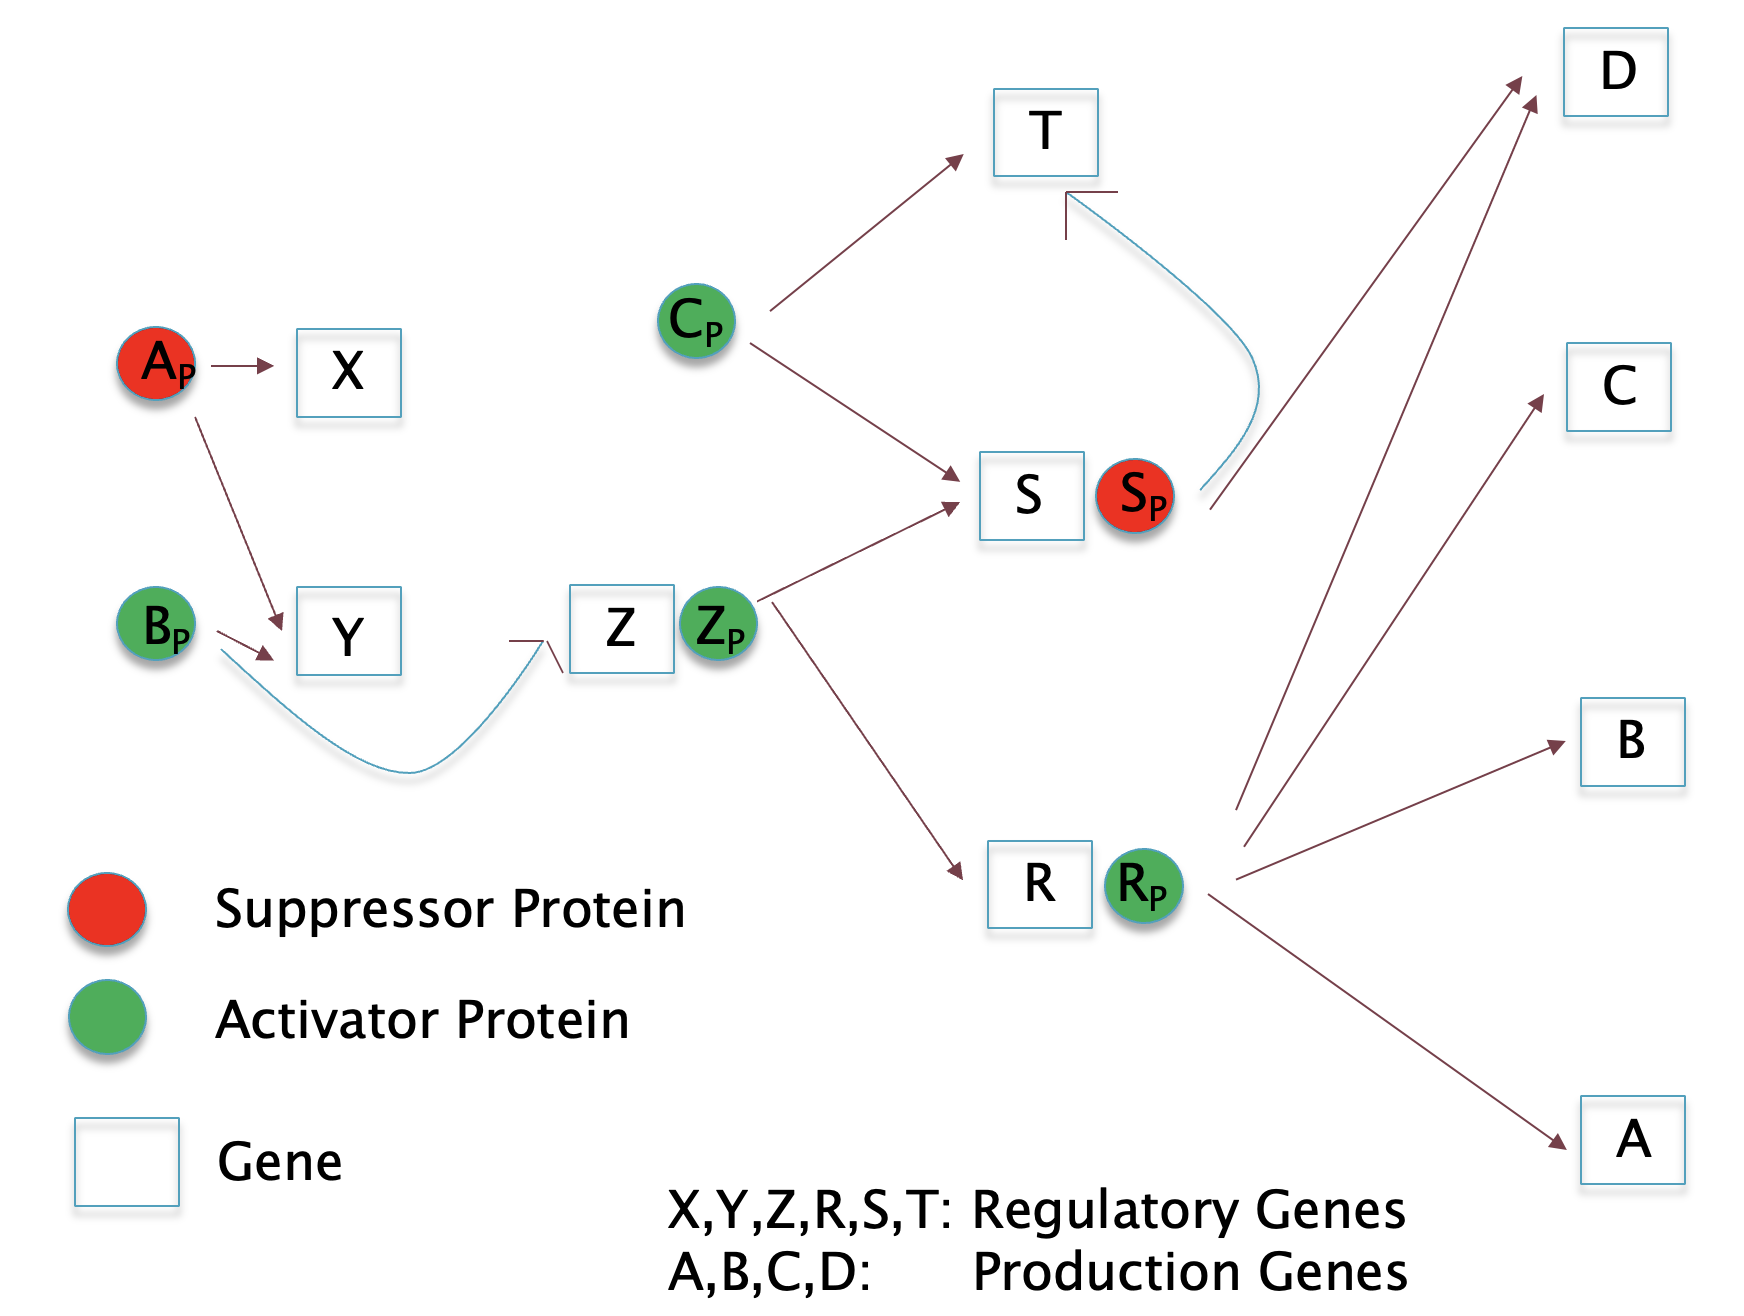 D
T
C_P
C
A_P
X
S
S_P
B_P
Y
Z
Z_P
B
R
R_P
Suppressor Protein
Activator Protein
A
Gene
X,Y,Z,R,S,T: Regulatory Genes
A,B,C,D: Production Genes